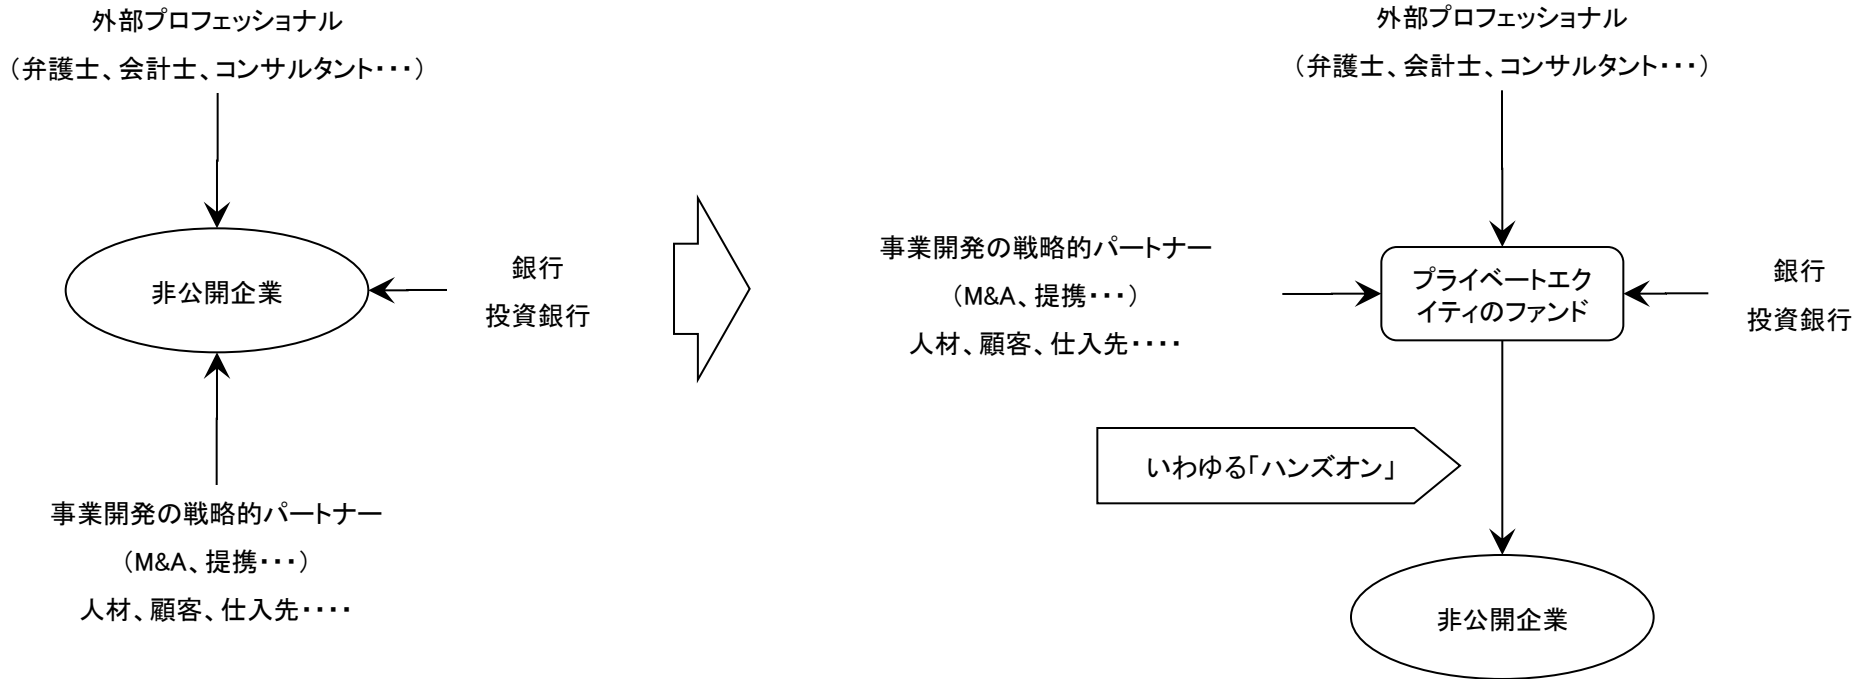 外部プロフェッショナル
（弁護士、会計士、コンサルタント・・・）
非公開企業
銀行
投資銀行
事業開発の戦略的パートナー
（M&A、提携・・・）
人材、顧客、仕入先・・・・
外部プロフェッショナル
（弁護士、会計士、コンサルタント・・・）
事業開発の戦略的パートナー
（M&A、提携・・・）
人材、顧客、仕入先・・・・
プライベートエク
イティのファンド
銀行
投資銀行
いわゆる「ハンズオン」
非公開企業